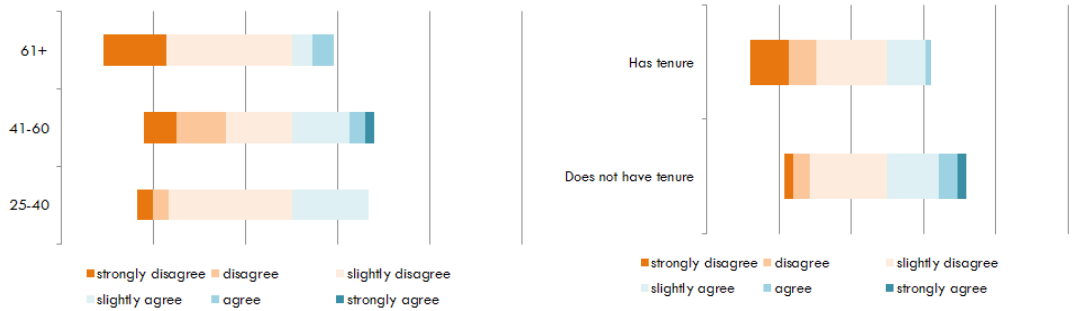 61+
41-60
25-40
strongly disagree disagree slightly disagree
slightly agree agree strongly agree
Has tenure
Does not have tenure
strongly disagree disagree slightly disagree
slightly agree agree strongly agree